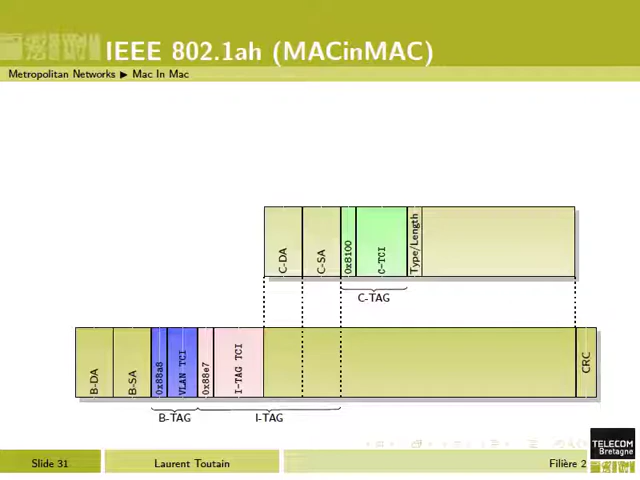 IEEE 802.1ah (MACinMAC)
Metropolitan Networks ▶ Mac In Mac
C-DA
C-SA
0x8100
C-TCI
Type/Length
C-TAG
B-DA
B-SA
0x88a8
VLAN TCI
0x88e7
I-TAG TCI
CRC
B-TAG
I-TAG
TELECOM
Bretagne
Slide 31
Laurent Toutain
Filière 2